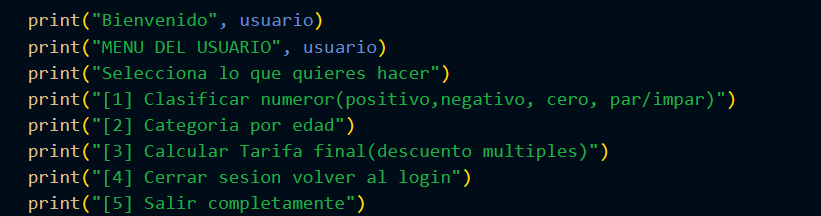 print("Bienvenido", usuario)
print("MENU DEL USUARIO", usuario)
print("Selecciona lo que quieres hacer")
print("[1] Clasificar numeror(positivo,negativo, cero, par/impar)")
print("[2] Categoria por edad")
print("[3] Calcular Tarifa final(descuento multiples)")
print("[4] Cerrar sesion volver al login")
print("[5] Salir completamente")